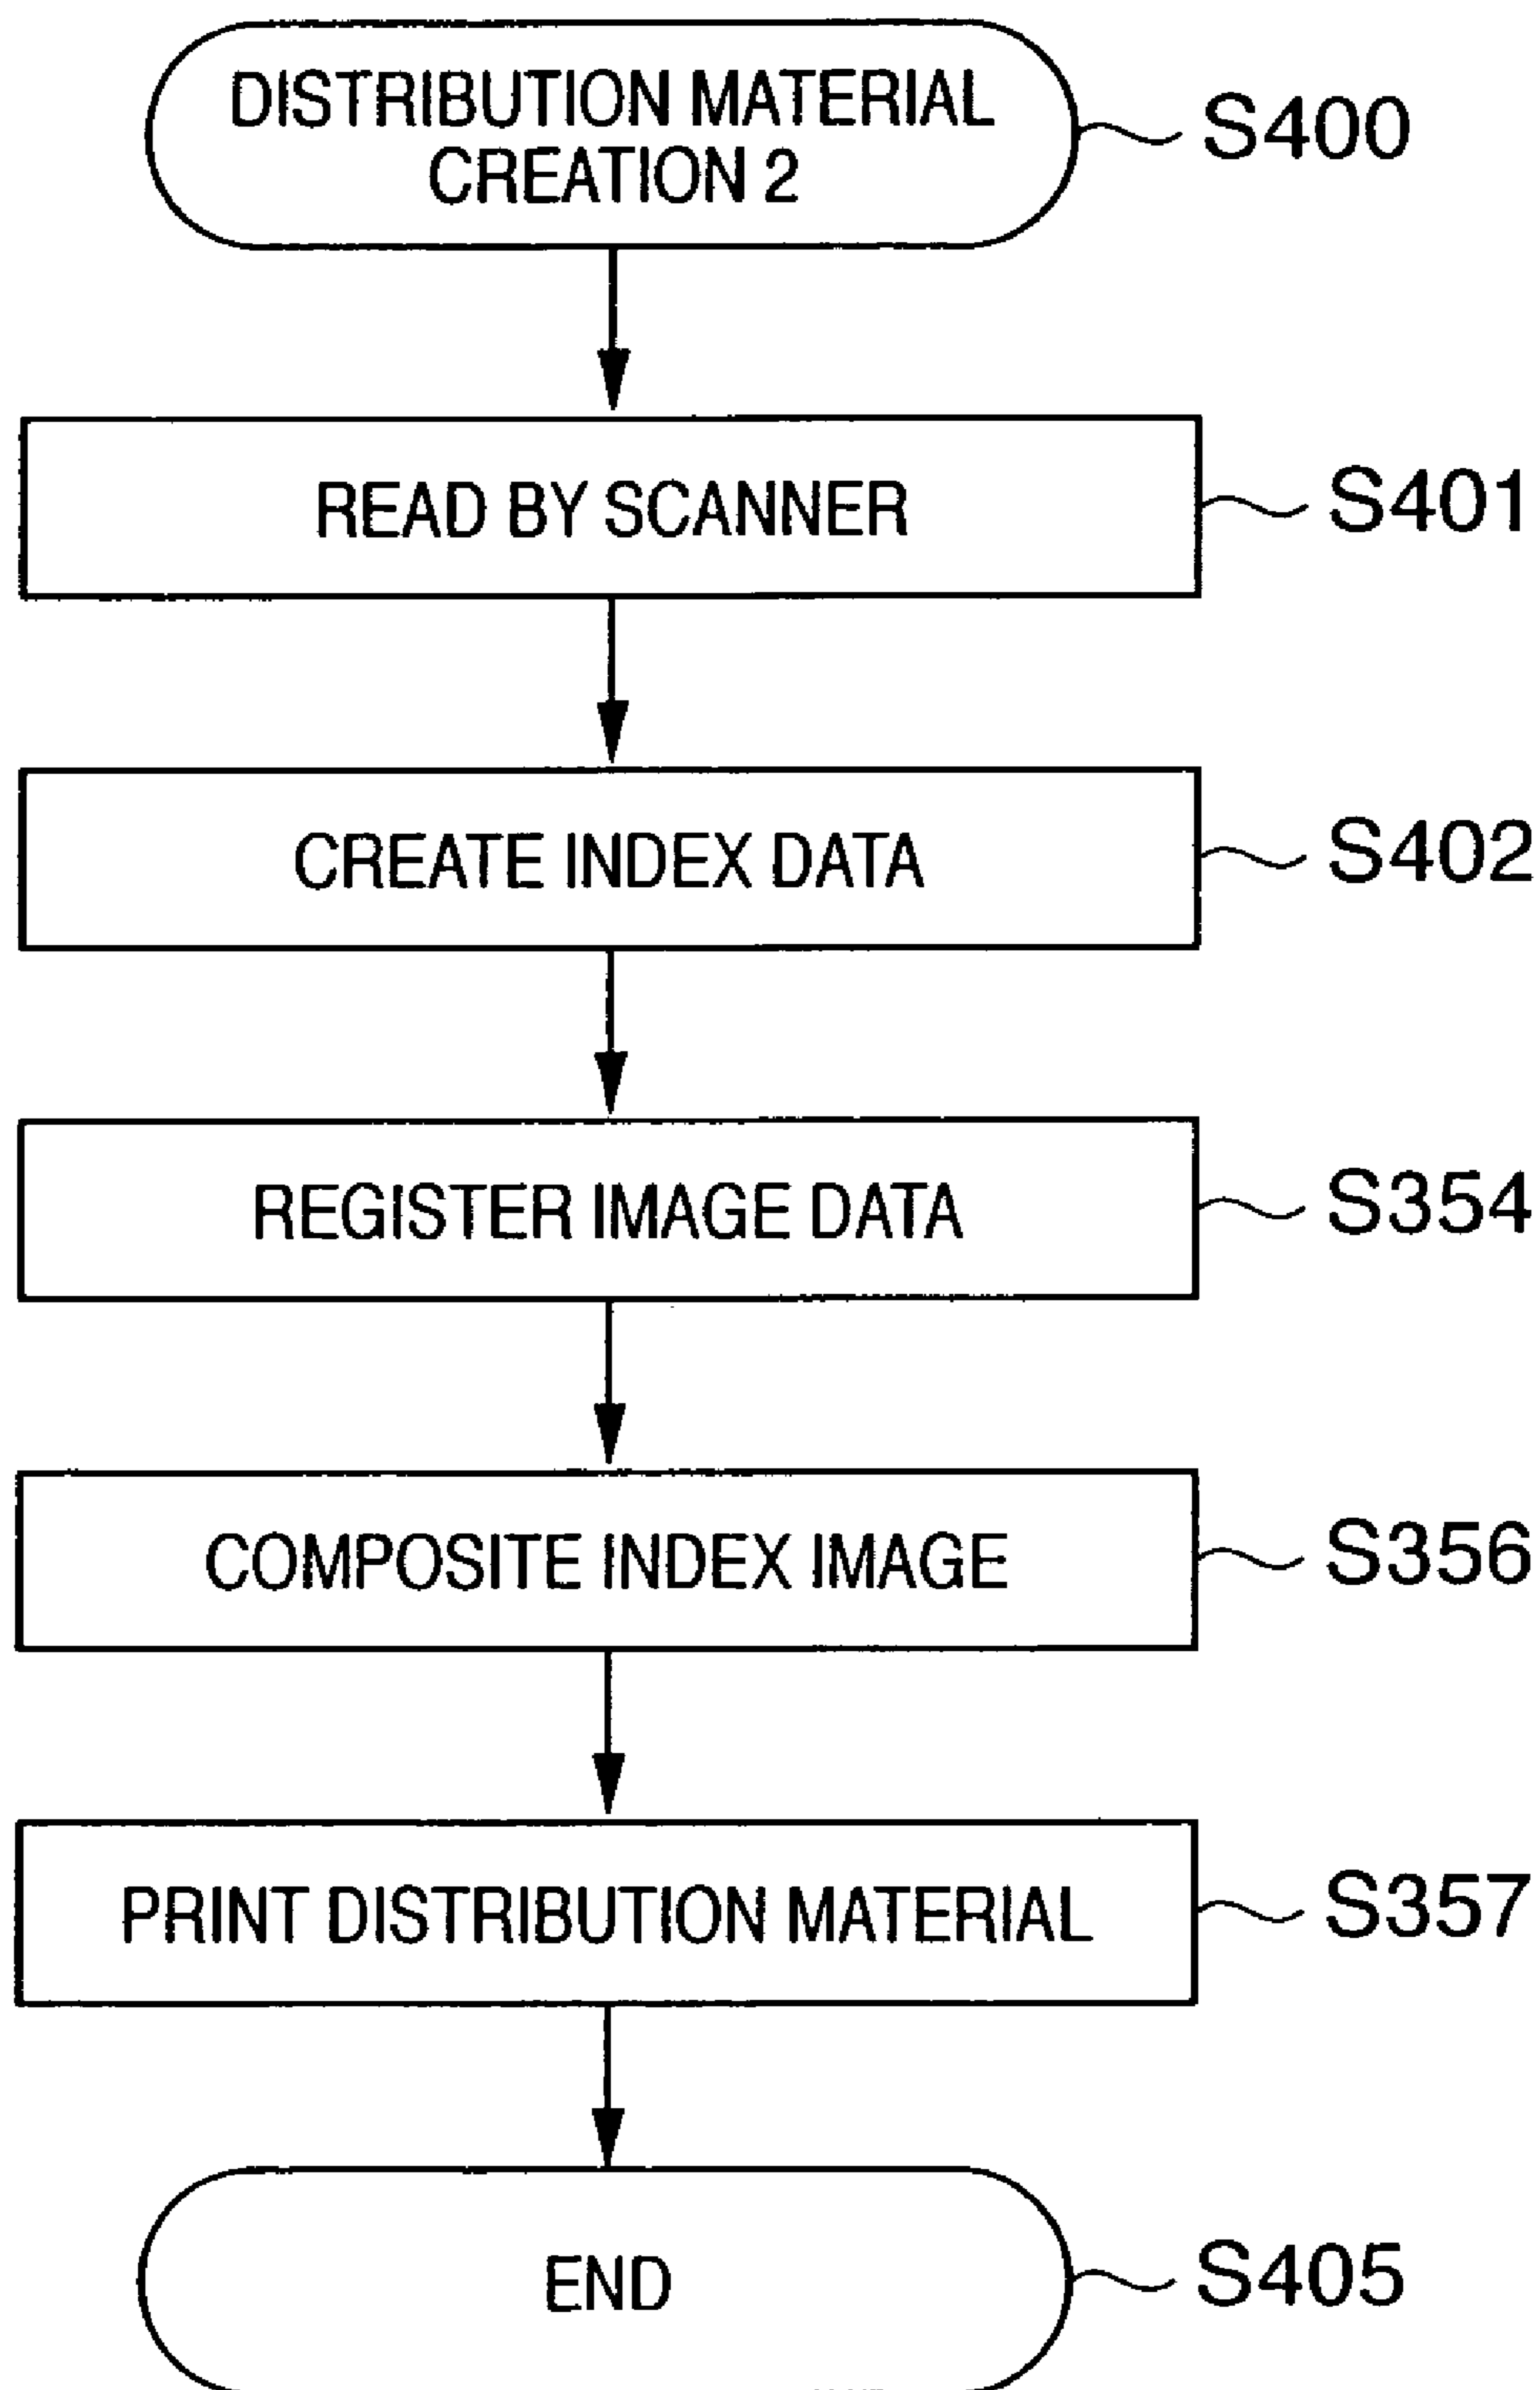 DISTRIBUTION MATERIAL
CREATION 2
S400
READ BY SCANNER
S401
CREATE INDEX DATA
S402
REGISTER IMAGE DATA
S354
COMPOSITE INDEX IMAGE
S356
PRINT DISTRIBUTION MATERIAL
S357
END
S405